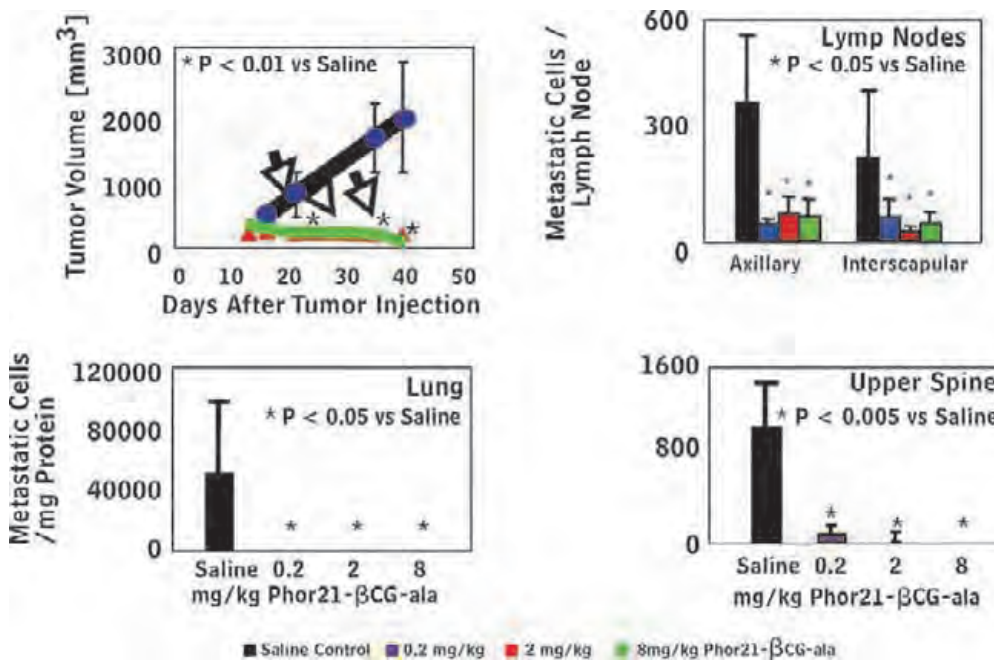 Tumor Volume [mm³]
3000
2000
1000
0
* P < 0.01 vs Saline
*
*
*
0 10 20 30 40 50
Days After Tumor Injection
Metastatic Cells /
Lymph Node
600
300
0
Lymp Nodes
* P < 0.05 vs Saline
* * * * * *
Axillary Interscapular
Metastatic Cells
/mg Protein
120000
80000
40000
0
Lung
* P < 0.05 vs Saline
* * *
Saline 0.2 2 8
mg/kg Phor21-βCG-ala
1600
800
0
Upper Spine
* P < 0.005 vs Saline
* * *
Saline 0.2 2 8
mg/kg Phor21-βCG-ala
Saline Control 0.2 mg/kg 2 mg/kg 8mg/kg Phor21-βCG-ala